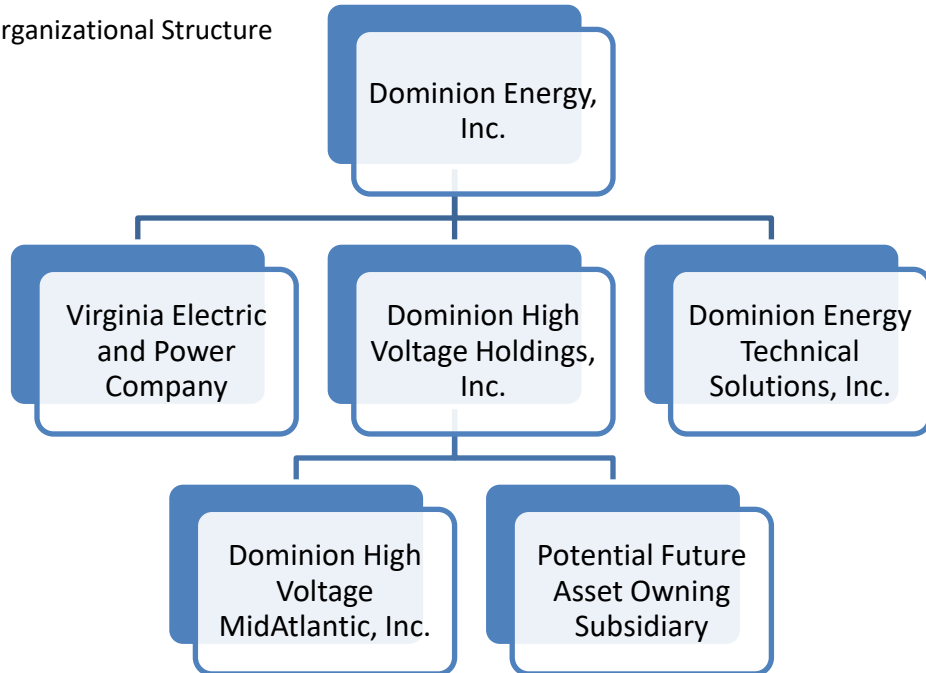 rganizational Structure
Dominion Energy,
Inc.
Virginia Electric
and Power
Company
Dominion High
Voltage Holdings,
Inc.
Dominion Energy
Technical
Solutions, Inc.
Dominion High
Voltage
MidAtlantic, Inc.
Potential Future
Asset Owning
Subsidiary